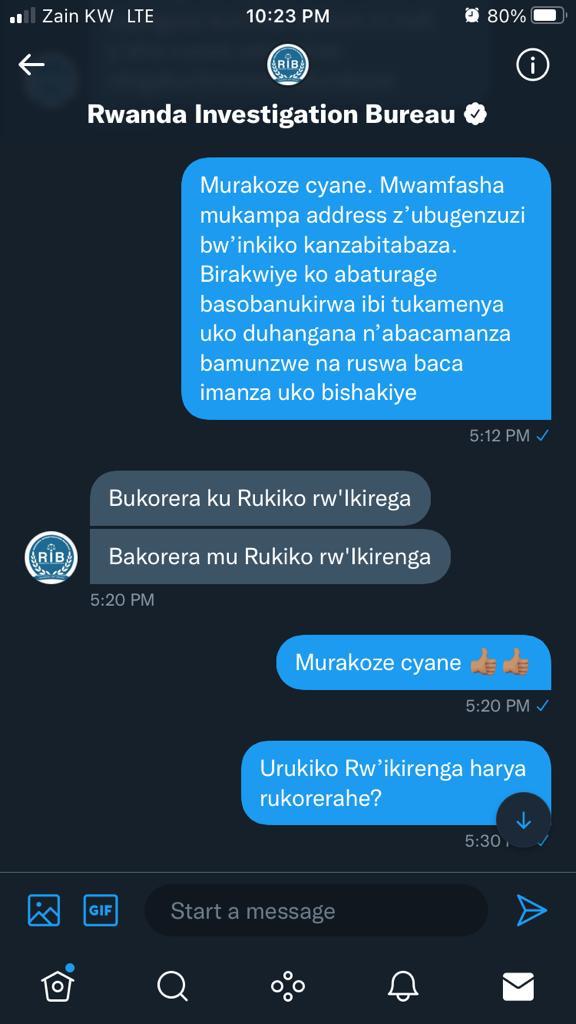 Zain KW LTE 10:23 PM 80%
RIB
Rwanda Investigation Bureau
Murakoze cyane. Mwamfasha
mukampa address z'ubugenzuzi
bw'inkiko kanzabitabaza.
Birakwiye ko abaturage
basobanukirwa ibi tukamenya
uko duhangana n'abacamanza
bamunzwe na ruswa baca
imanza uko bishakiye
5:12 PM
Bukorera ku Rukiko rw'Ikirega
RIB
Bakorera mu Rukiko rw'Ikirenga
5:20 PM
Murakoze cyane 👍🏽👍🏽
5:20 PM
Urukiko Rw'ikirenga harya
rukorerahe?
5:30
GIF Start a message